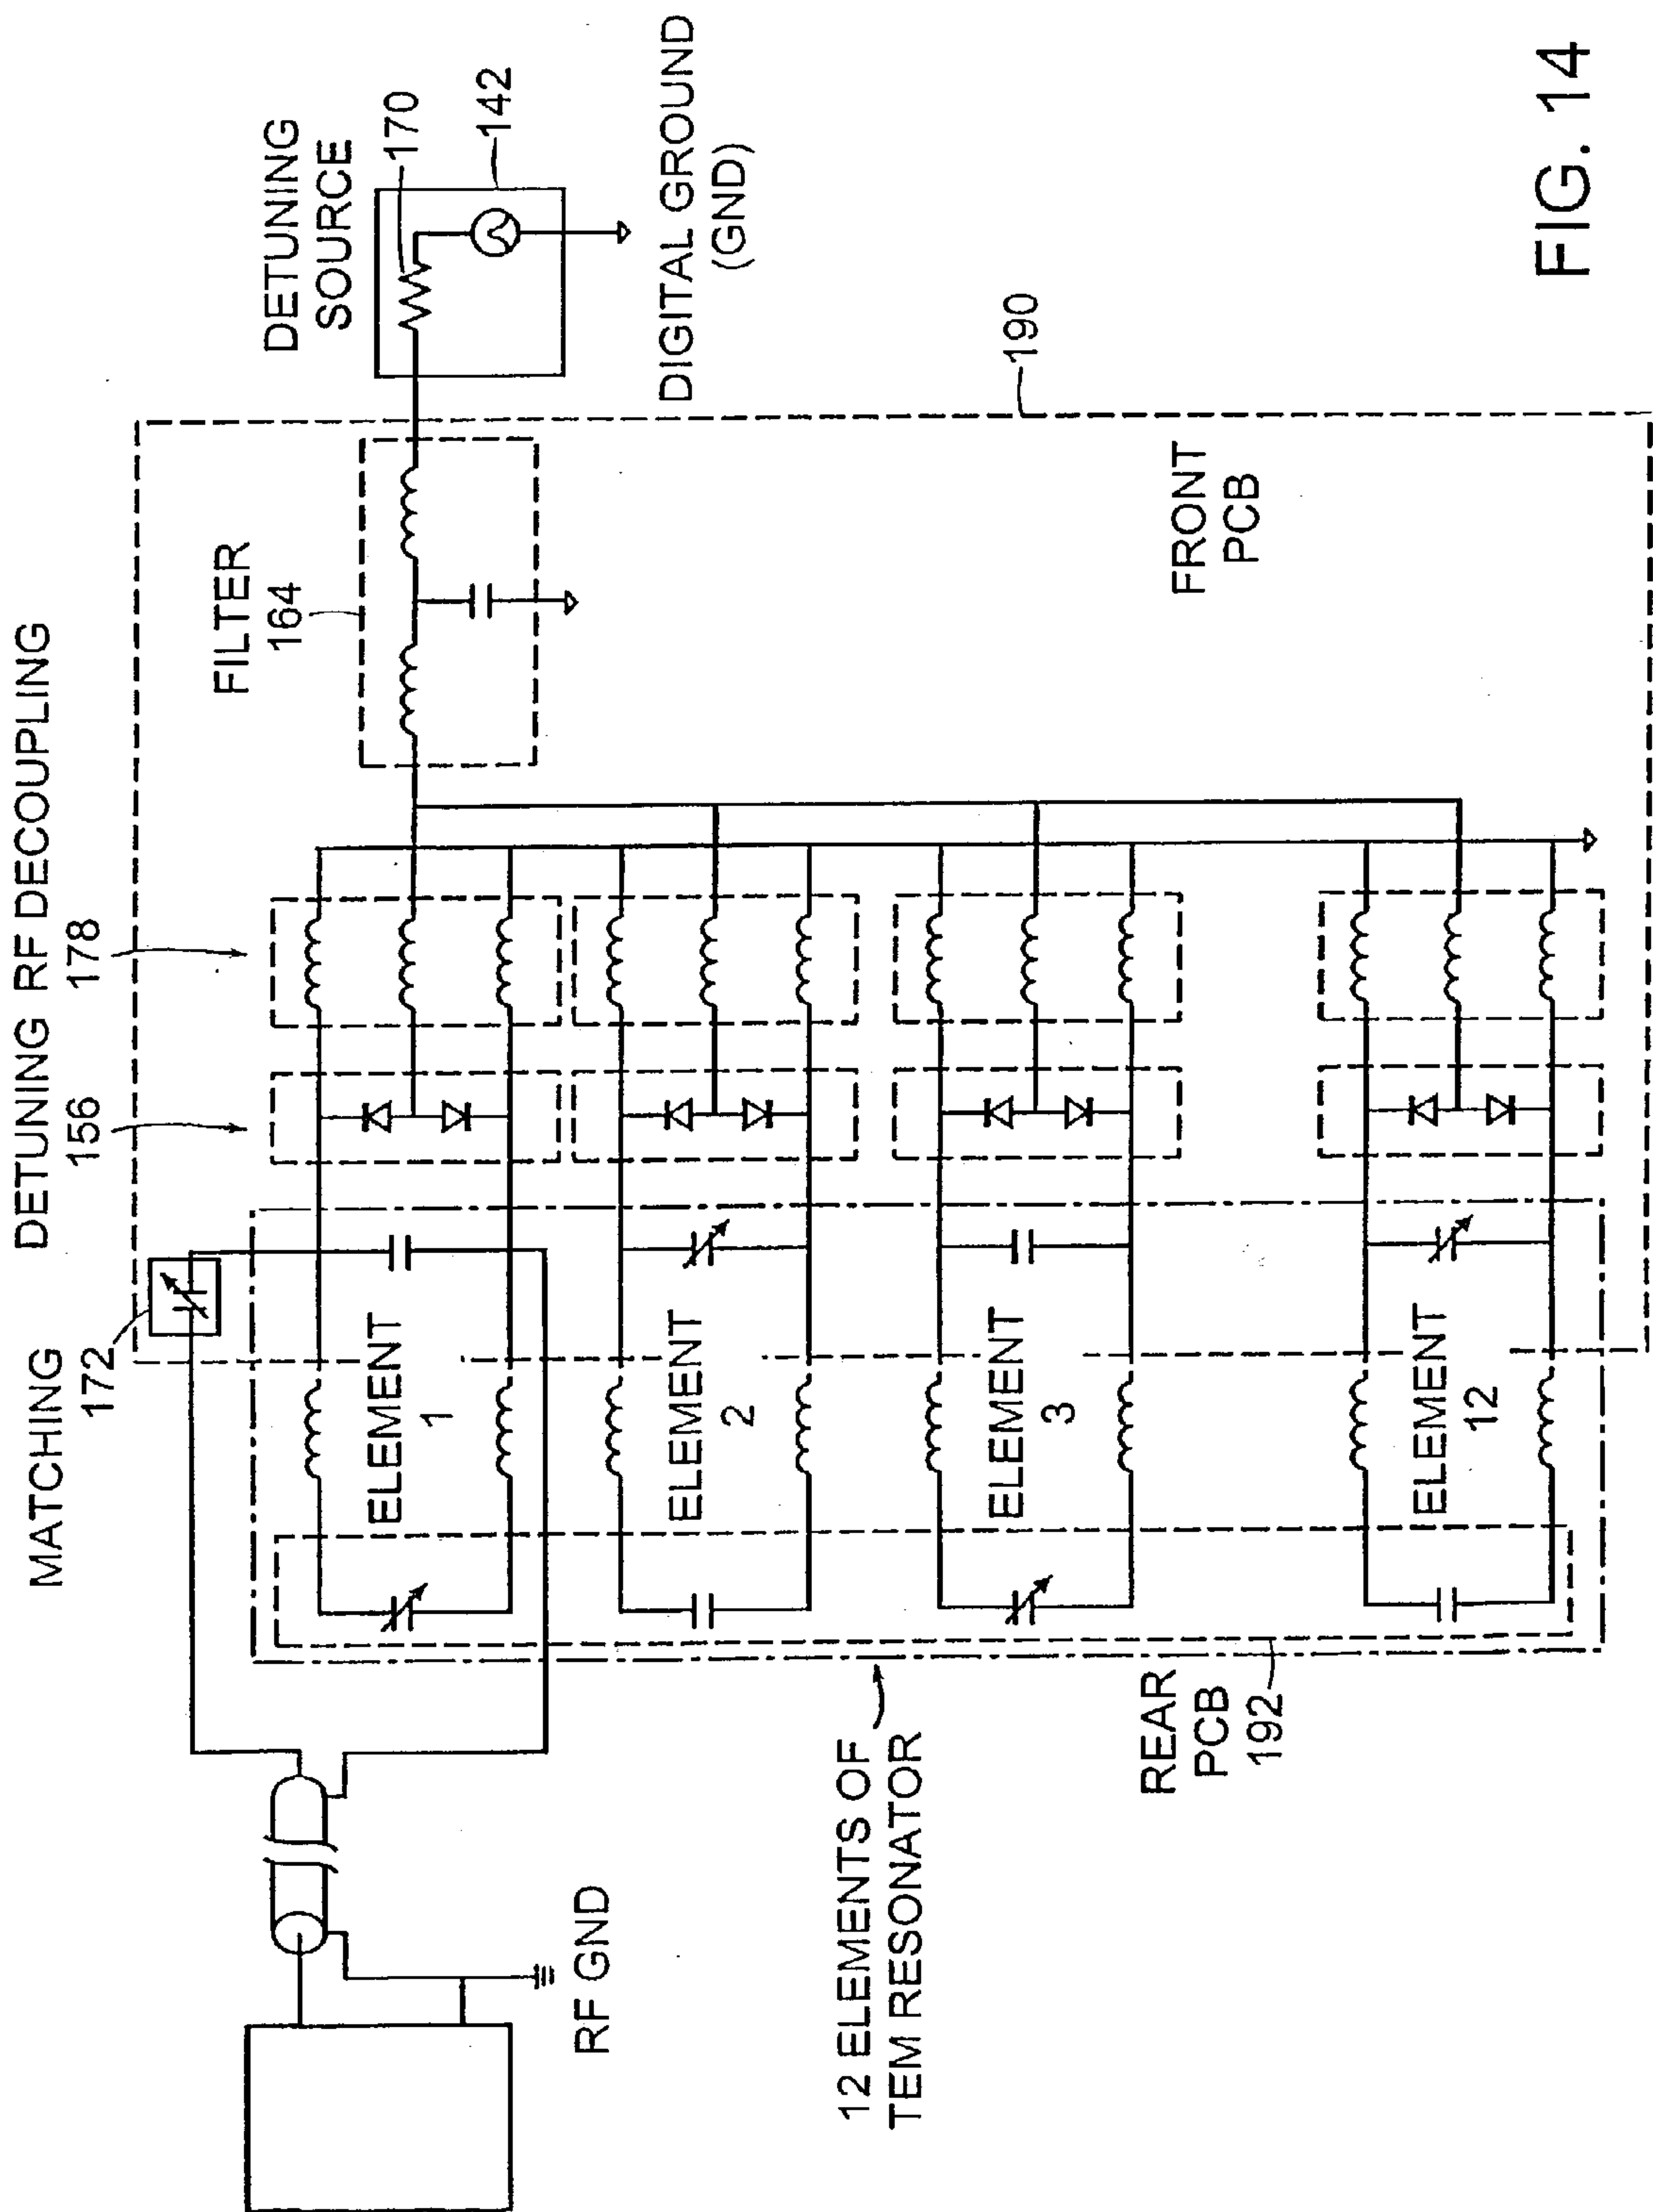 MATCHING
172
DETUNING RF DECOUPLING
156
178
FILTER
164
DETUNING
SOURCE
170
142
DIGITAL GROUND
(GND)
RF GND
ELEMENT
1
ELEMENT
2
ELEMENT
3
ELEMENT
12
12 ELEMENTS OF
TEM RESONATOR
REAR
PCB
192
FRONT
PCB
190
FIG. 14